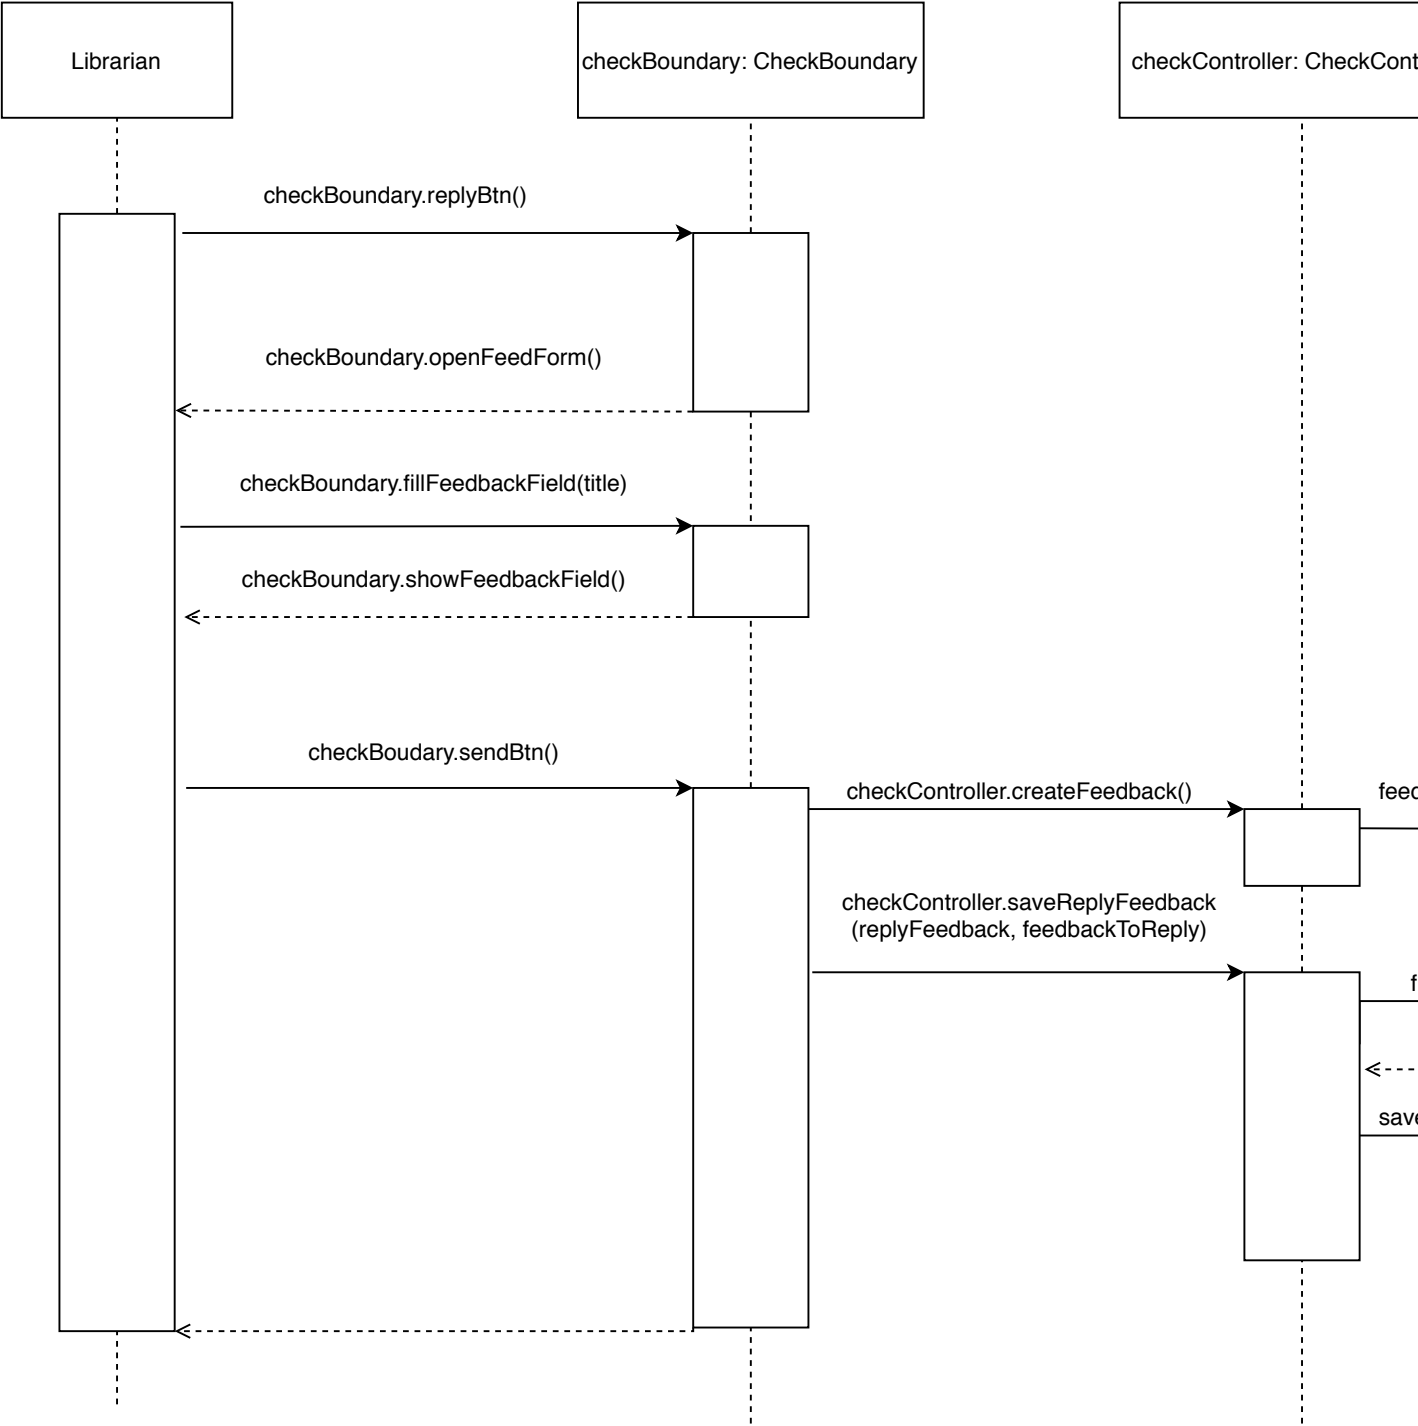 Librarian
checkBoundary: CheckBoundary
checkController: CheckCont
checkBoundary.replyBtn()
checkBoundary.openFeedForm()
checkBoundary.fillFeedbackField(title)
checkBoundary.showFeedbackField()
checkBoudary.sendBtn()
checkController.createFeedback()
feed
checkController.saveReplyFeedback
(replyFeedback, feedbackToReply)
f
save